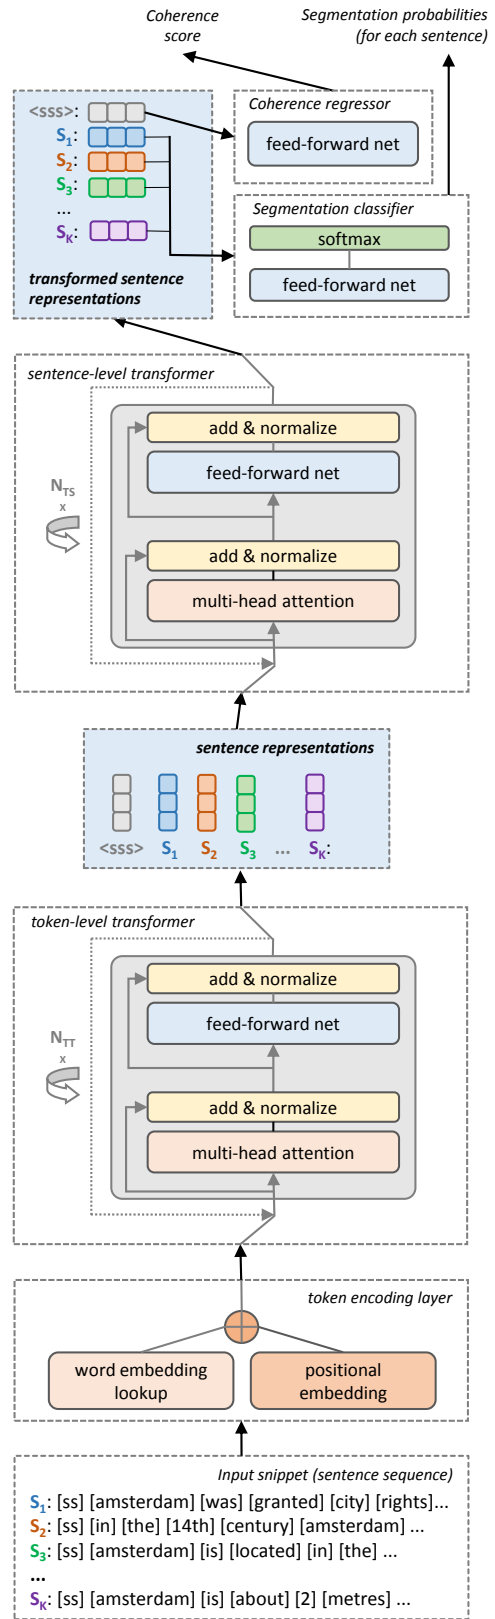 Coherence score
Segmentation probabilities (for each sentence)
<sss>:
S1:
S2:
S3:
...
SK:
transformed sentence representations
Coherence regressor
feed-forward net
Segmentation classifier
softmax
feed-forward net
sentence-level transformer
add & normalize
feed-forward net
NTS
x
add & normalize
multi-head attention
sentence representations
<sss> S1 S2 S3 ... SK:
token-level transformer
add & normalize
feed-forward net
NTT
x
add & normalize
multi-head attention
token encoding layer
word embedding lookup
positional embedding
Input snippet (sentence sequence)
S1: [ss] [amsterdam] [was] [granted] [city] [rights]...
S2: [ss] [in] [the] [14th] [century] [amsterdam] ...
S3: [ss] [amsterdam] [is] [located] [in] [the] ...
...
SK: [ss] [amsterdam] [is] [about] [2] [metres] ...